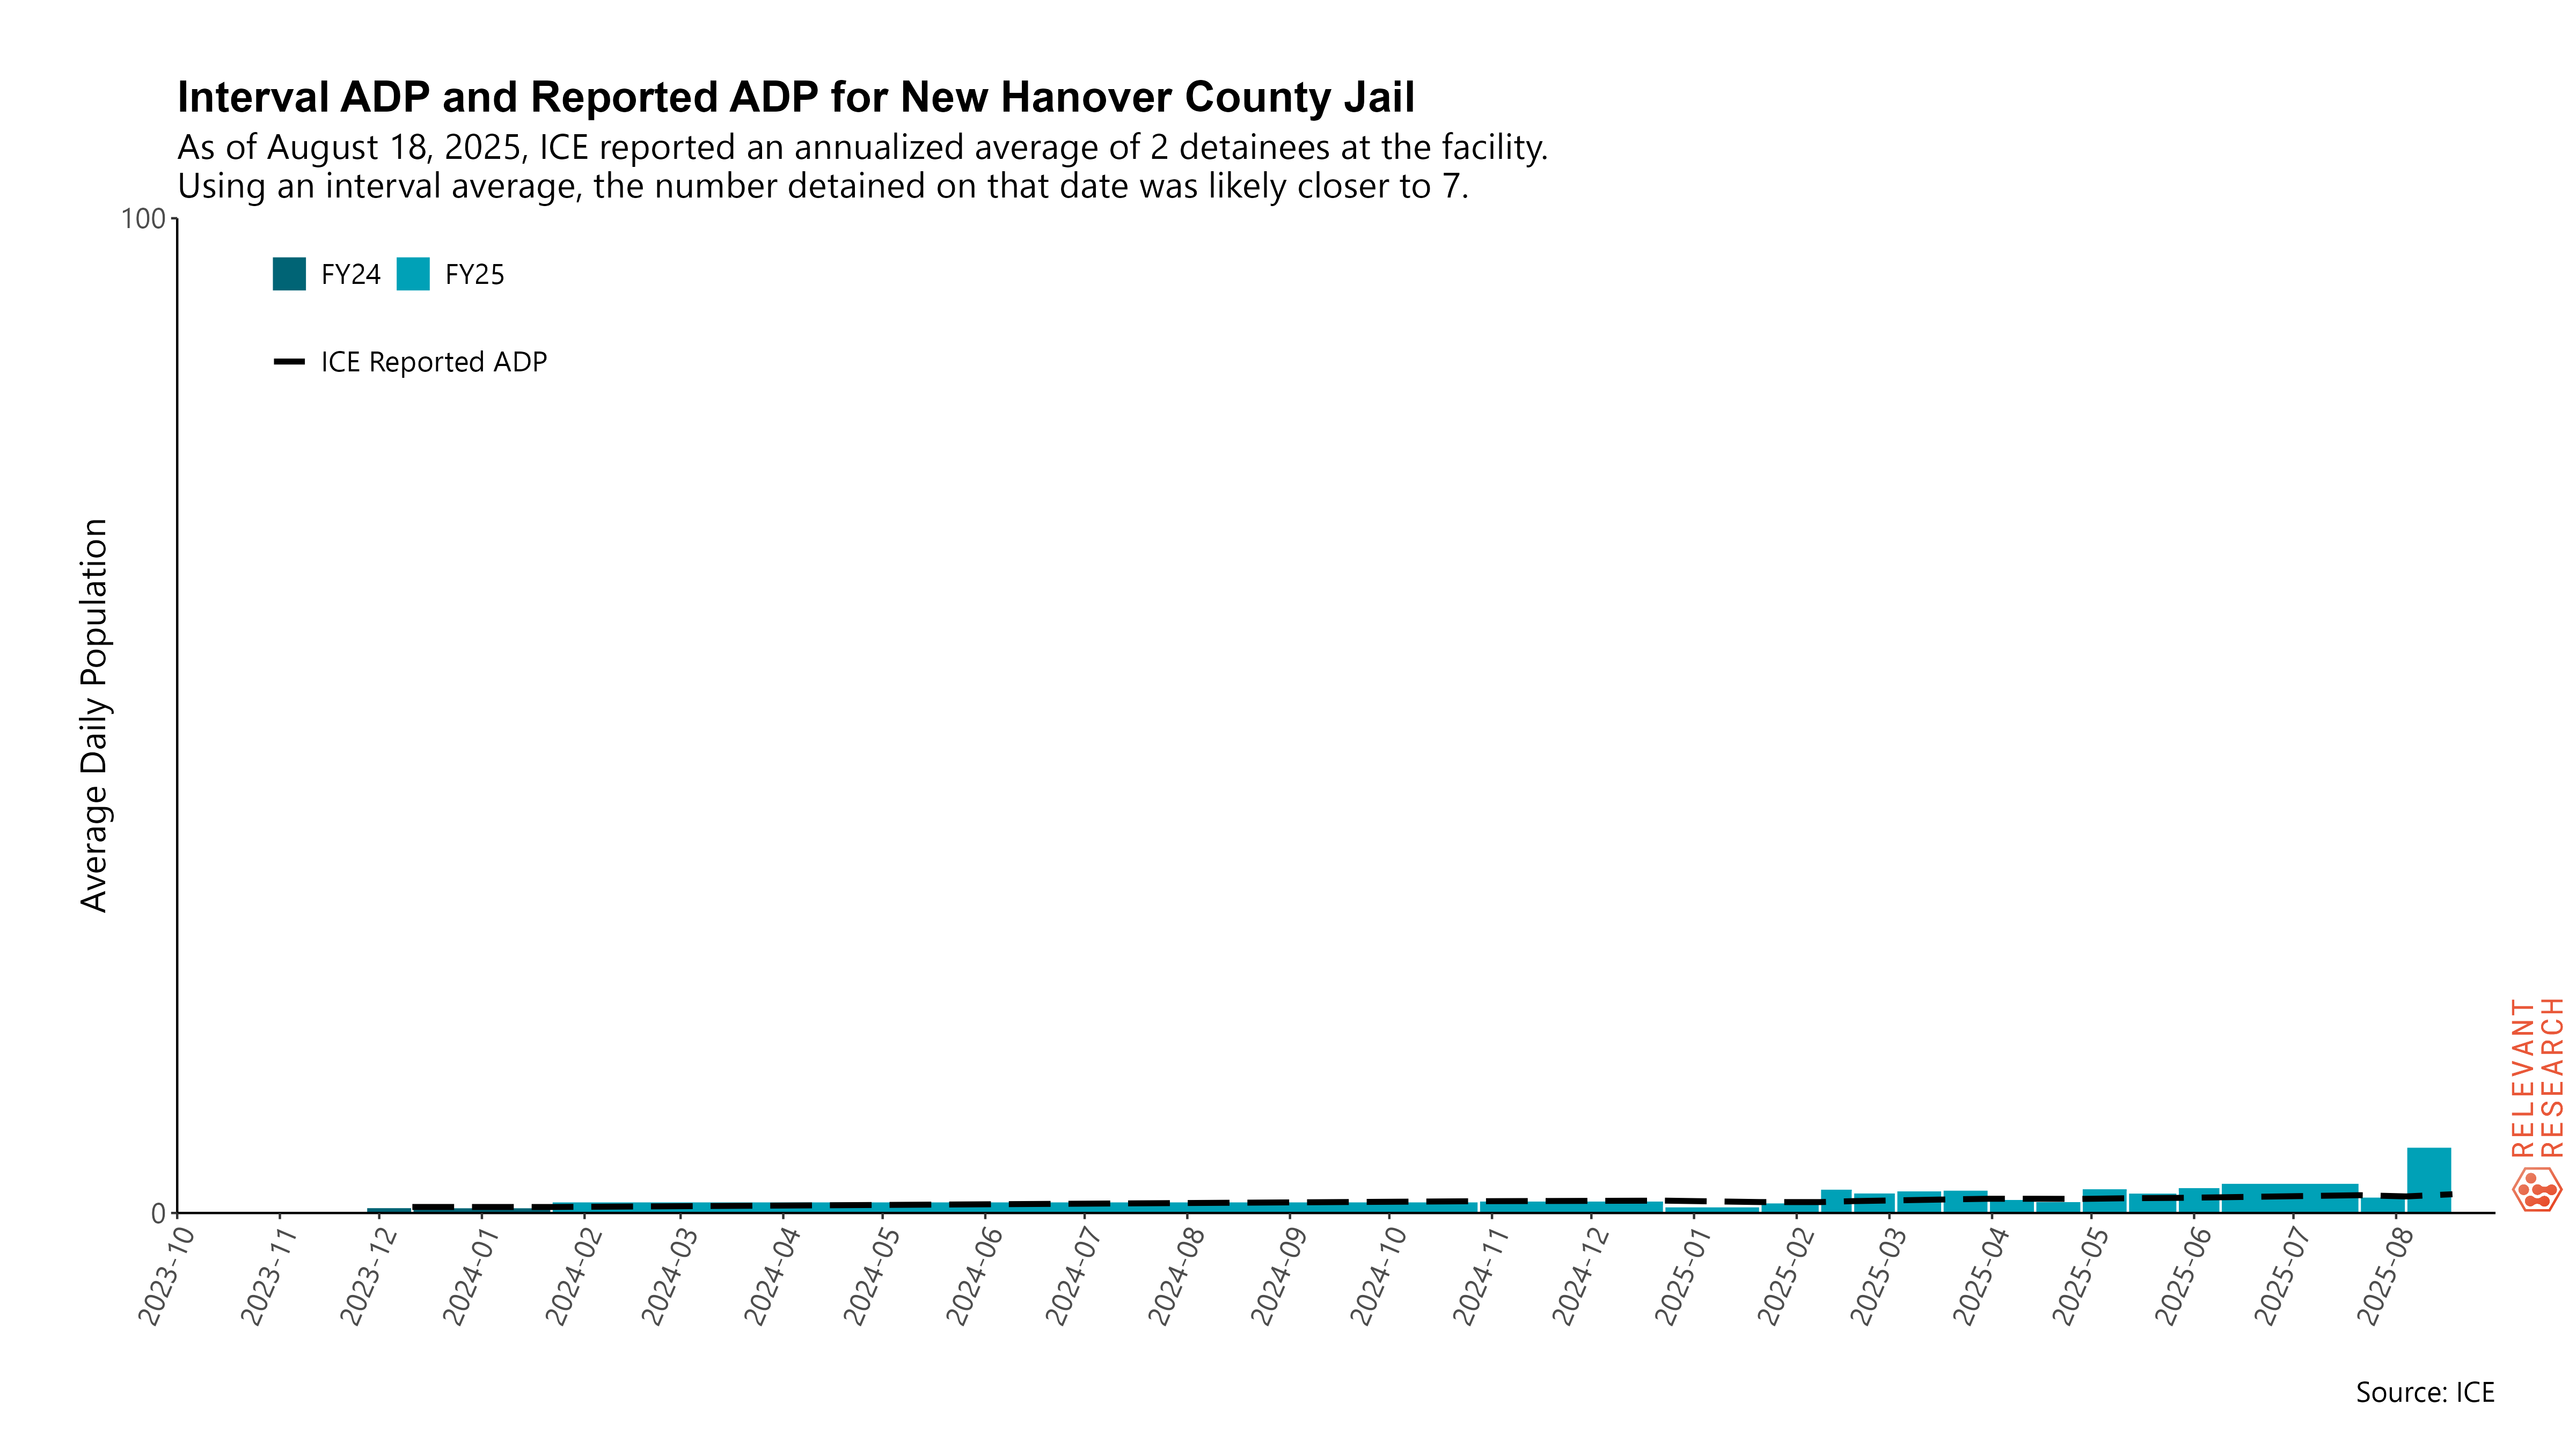 Interval ADP and Reported ADP for New Hanover County Jail
As of August 18, 2025, ICE reported an annualized average of 2 detainees at the facility.
Using an interval average, the number detained on that date was likely closer to 7.
100
FY24 FY25
ICE Reported ADP
Average Daily Population
0
2023-10 2023-11 2023-12 2024-01 2024-02 2024-03 2024-04 2024-05 2024-06 2024-07 2024-08 2024-09 2024-10 2024-11 2024-12 2025-01 2025-02 2025-03 2025-04 2025-05 2025-06 2025-07 2025-08
RELEVANT
RESEARCH
Source: ICE